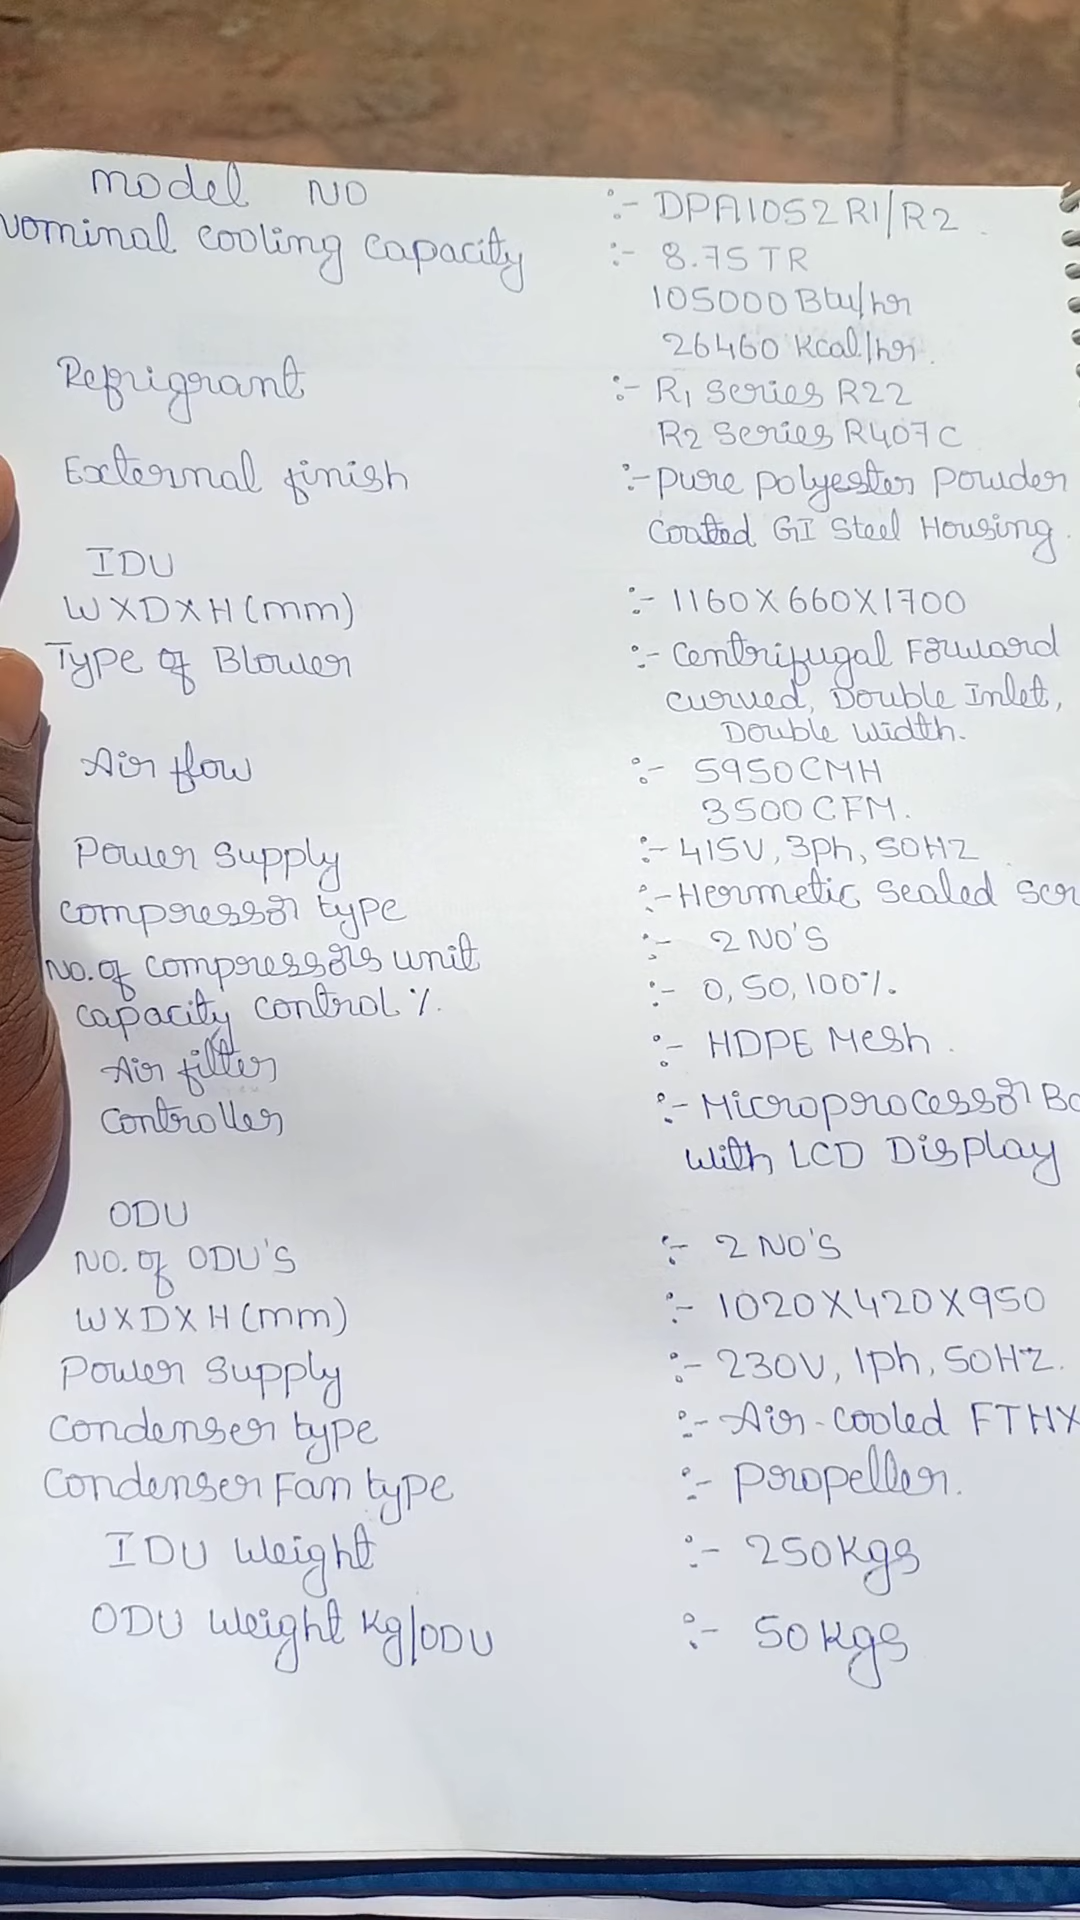 model NO :- DPA1052R1/R2.
Nominal cooling capacity :- 8.75TR
105000 Btu/hr
26460 Kcal/hr.
Refrigrant :- R1 Series R22
R2 Series R407C
External finish :- pure polyester powder
coated GI Steel Housing.
IDU
WXDXH(mm) :- 1160X660X1700
Type of Blower :- Centrifugal Forward
curved, Double Inlet,
Double width.
Air flow :- 5950CMH
3500CFM.
Power supply :- 415V, 3ph, 50HZ
compressor type :- Hermetic sealed scr
No. of compressors unit :- 2 NO'S
capacity control % :- 0, 50, 100%.
Air filter :- HDPE Mesh.
controller :- Microprocessor Ba
with LCD Display
ODU
NO. of ODU'S :- 2 NO'S
WXDXH(mm) :- 1020X420X950
Power supply :- 230V, 1ph, 50HZ.
condenser type :- Air-cooled FTHX
condenser Fan type :- propeller.
IDU weight :- 250kgs
ODU weight kg/ODU :- 50kgs